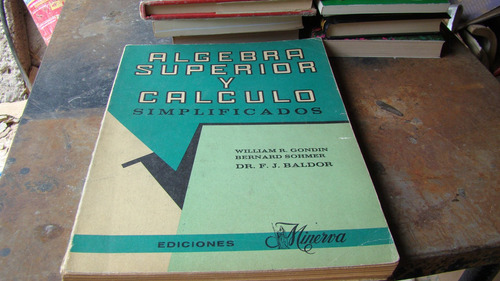 ALGEBRA
SUPERIOR
Y
CALCULO
SIMPLIFICADOS
WILLIAM R. GONDIN
BERNARD SOHMER
DR. F. J. BALDOR
EDICIONES Minerva